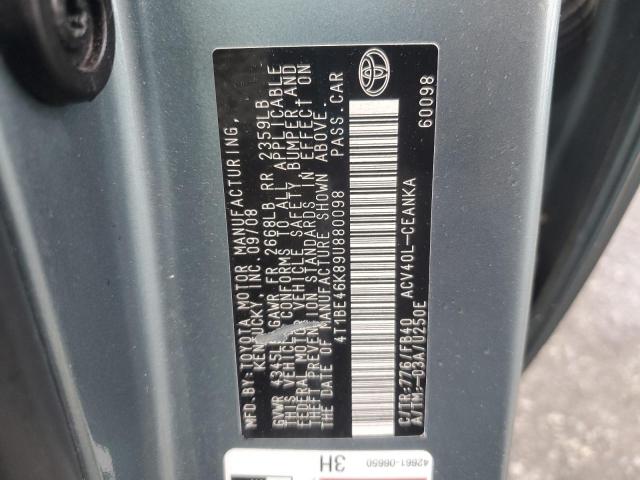 MFD.BY:TOYOTA MOTOR MANUFACTURING,
KENTUCKY, INC. 09/08
GVWR 4345LB GAWR FR 2668LB RR 2359LB
THIS VEHICLE CONFORMS TO ALL APPLICABLE
FEDERAL MOTOR VEHICLE SAFETY, BUMPER AND
THEFT PREVENTION STANDARDS IN EFFECT ON
THE DATE OF MANUFACTURE SHOWN ABOVE.
4T1BE46K89U880098 PASS.CAR
C/TR:776/FB40 ACV40L-CEANKA
A/TM:-03A/U250E 60098
3H
42661-06650